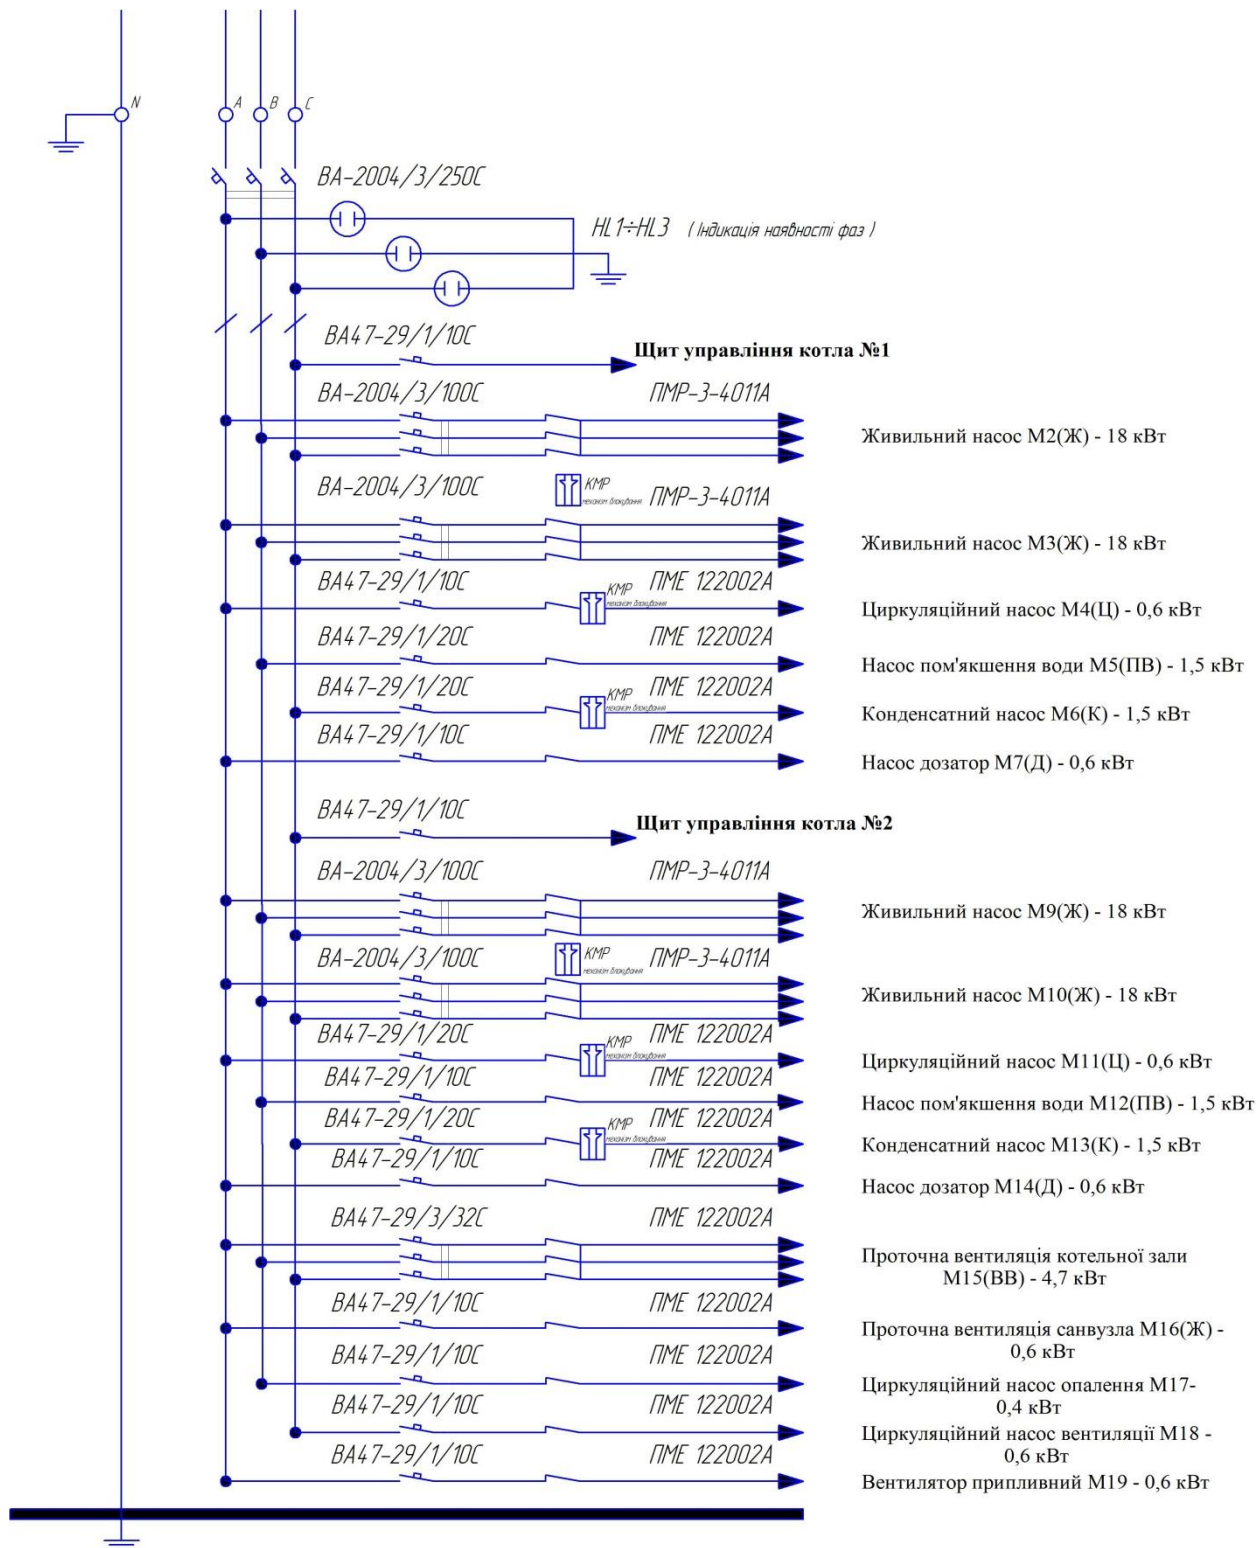 N A B C
ВА-2004/3/250С
HL1÷HL3 ( Індикація наявності фаз )
ВА47-29/1/10С
Щит управління котла №1
ВА-2004/3/100С ПМР-3-4011А
Живильний насос М2(Ж) - 18 кВт
ВА-2004/3/100С КМР ПМР-3-4011А
механізм блокування
Живильний насос М3(Ж) - 18 кВт
ВА47-29/1/10С КМР ПМЕ 122002А
механізм блокування
Циркуляційний насос М4(Ц) - 0,6 кВт
ВА47-29/1/20С ПМЕ 122002А
Насос пом'якшення води М5(ПВ) - 1,5 кВт
ВА47-29/1/20С КМР ПМЕ 122002А
механізм блокування
Конденсатний насос М6(К) - 1,5 кВт
ВА47-29/1/10С ПМЕ 122002А
Насос дозатор М7(Д) - 0,6 кВт
ВА47-29/1/10С
Щит управління котла №2
ВА-2004/3/100С ПМР-3-4011А
Живильний насос М9(Ж) - 18 кВт
ВА-2004/3/100С КМР ПМР-3-4011А
механізм блокування
Живильний насос М10(Ж) - 18 кВт
ВА47-29/1/20С КМР ПМЕ 122002А
механізм блокування
Циркуляційний насос М11(Ц) - 0,6 кВт
ВА47-29/1/10С ПМЕ 122002А
Насос пом'якшення води М12(ПВ) - 1,5 кВт
ВА47-29/1/20С КМР ПМЕ 122002А
механізм блокування
Конденсатний насос М13(К) - 1,5 кВт
ВА47-29/1/10С ПМЕ 122002А
Насос дозатор М14(Д) - 0,6 кВт
ВА47-29/3/32С ПМЕ 122002А
Проточна вентиляція котельної зали
М15(ВВ) - 4,7 кВт
ВА47-29/1/10С ПМЕ 122002А
Проточна вентиляція санвузла М16(Ж) -
0,6 кВт
ВА47-29/1/10С ПМЕ 122002А
Циркуляційний насос опалення М17-
0,4 кВт
ВА47-29/1/10С ПМЕ 122002А
Циркуляційний насос вентиляції М18 -
0,6 кВт
ВА47-29/1/10С ПМЕ 122002А
Вентилятор припливний М19 - 0,6 кВт